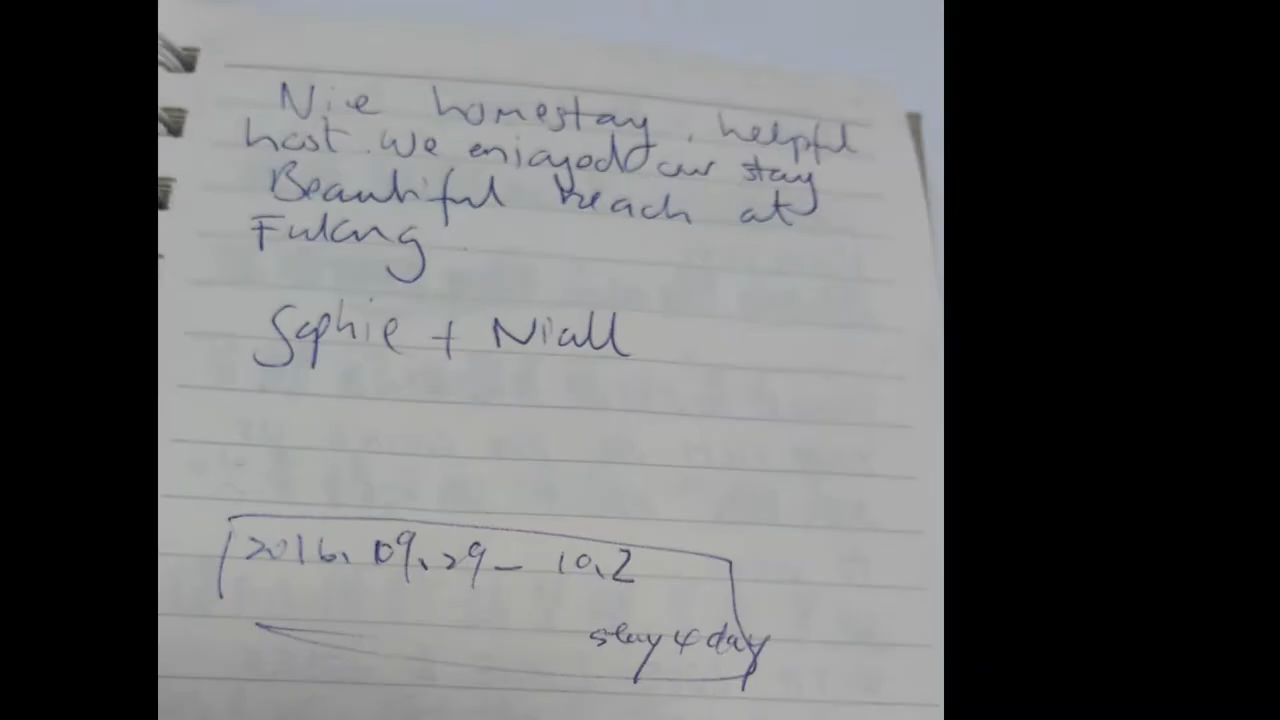 Nice homestay. helpful
host. We enjoyed our stay
Beautiful beach at
Fulong
Sophie + Niall
2016. 09. 29 - 10.2
stay 4 day